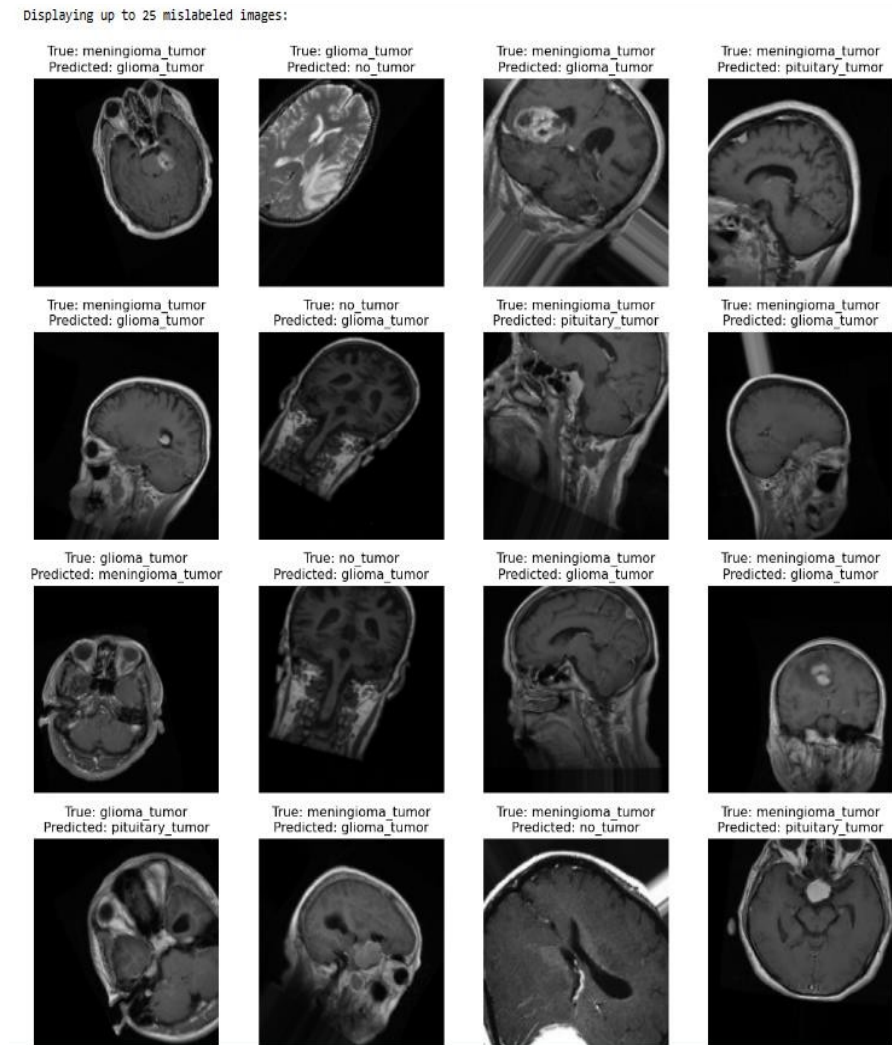 Displaying up to 25 mislabeled images:
True: meningioma_tumor
Predicted: glioma_tumor
True: glioma_tumor
Predicted: no_tumor
True: meningioma_tumor
Predicted: glioma_tumor
True: meningioma_tumor
Predicted: pituitary_tumor
True: meningioma_tumor
Predicted: glioma_tumor
True: no_tumor
Predicted: glioma_tumor
True: meningioma_tumor
Predicted: pituitary_tumor
True: meningioma_tumor
Predicted: glioma_tumor
True: glioma_tumor
Predicted: meningioma_tumor
True: no_tumor
Predicted: glioma_tumor
True: meningioma_tumor
Predicted: glioma_tumor
True: meningioma_tumor
Predicted: glioma_tumor
True: glioma_tumor
Predicted: pituitary_tumor
True: meningioma_tumor
Predicted: glioma_tumor
True: meningioma_tumor
Predicted: no_tumor
True: meningioma_tumor
Predicted: pituitary_tumor